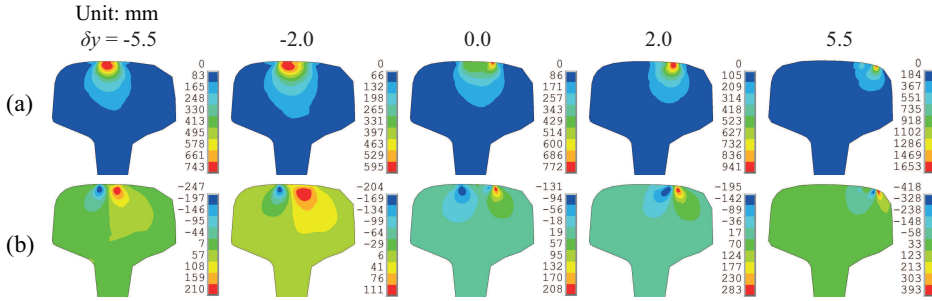 Unit: mm
δy = -5.5 -2.0 0.0 2.0 5.5
(a)
0 0 0 0 0
83 66 86 105 184
165 132 171 209 367
248 198 257 314 551
330 265 343 418 735
413 331 429 523 918
495 397 514 627 1102
578 463 600 732 1286
661 529 686 836 1469
743 595 772 941 1653
(b)
-247 -204 -131 -195 -418
-197 -169 -94 -142 -328
-146 -134 -56 -89 -238
-95 -99 -18 -36 -148
-44 -64 19 17 -58
7 -29 57 70 33
57 6 95 124 123
108 41 132 177 213
159 76 170 230 303
210 111 208 283 393